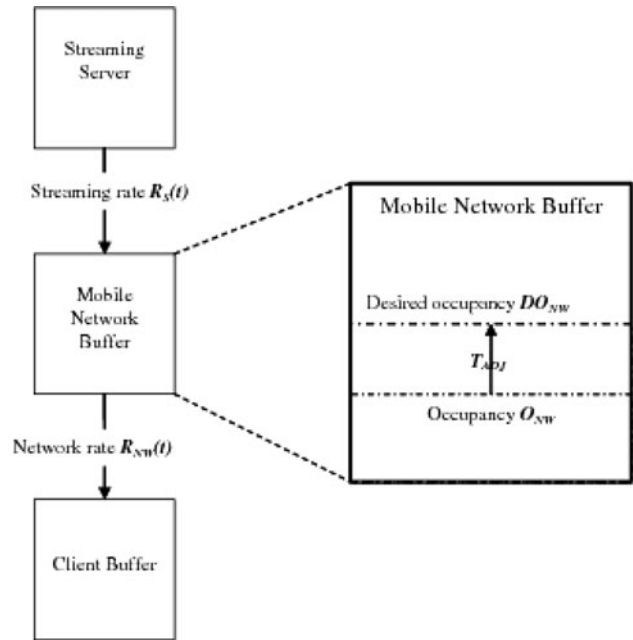 Streaming
Server
Streaming rate R_S(t)
Mobile Network Buffer
Mobile
Network
Buffer
Desired occupancy DO_NW
T_ADJ
Occupancy O_NW
Network rate R_NW(t)
Client Buffer